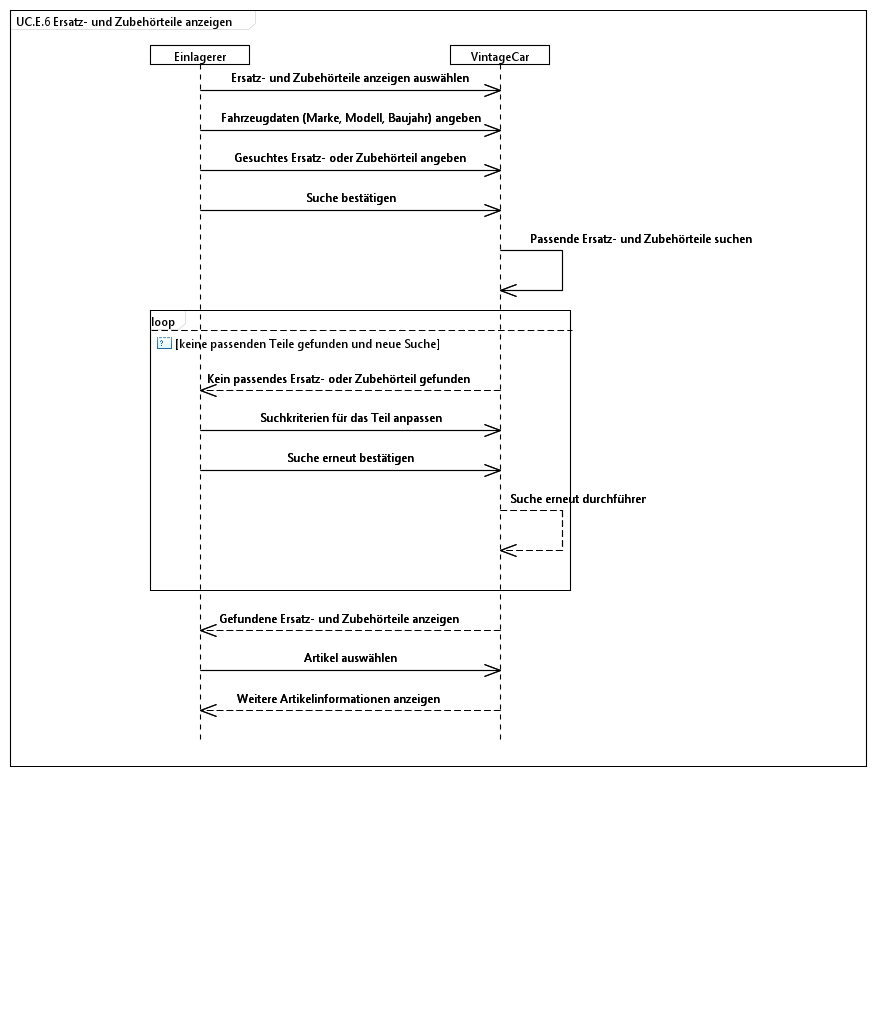 UC.E.6 Ersatz- und Zubehörteile anzeigen
Einlagerer
VintageCar
Ersatz- und Zubehörteile anzeigen auswählen
Fahrzeugdaten (Marke, Modell, Baujahr) angeben
Gesuchtes Ersatz- oder Zubehörteil angeben
Suche bestätigen
Passende Ersatz- und Zubehörteile suchen
loop
? [keine passenden Teile gefunden und neue Suche]
Kein passendes Ersatz- oder Zubehörteil gefunden
Suchkriterien für das Teil anpassen
Suche erneut bestätigen
Suche erneut durchführer
Gefundene Ersatz- und Zubehörteile anzeigen
Artikel auswählen
Weitere Artikelinformationen anzeigen